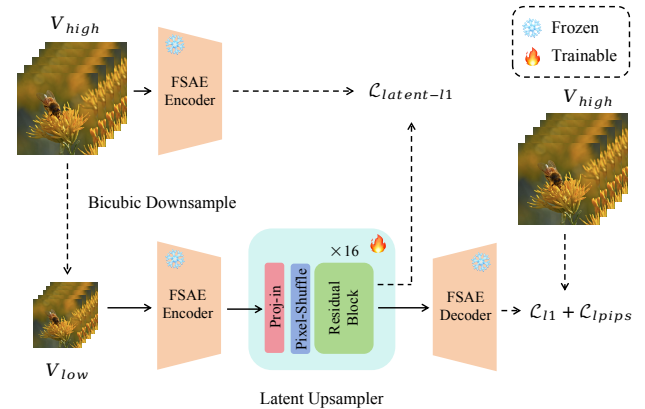 V_high
FSAE
Encoder
L_latent-l1
Frozen
Trainable
V_high
Bicubic Downsample
×16
FSAE
Encoder
Proj-in
Pixel-Shuffle
Residual
Block
FSAE
Decoder
L_l1 + L_lpips
V_low
Latent Upsampler